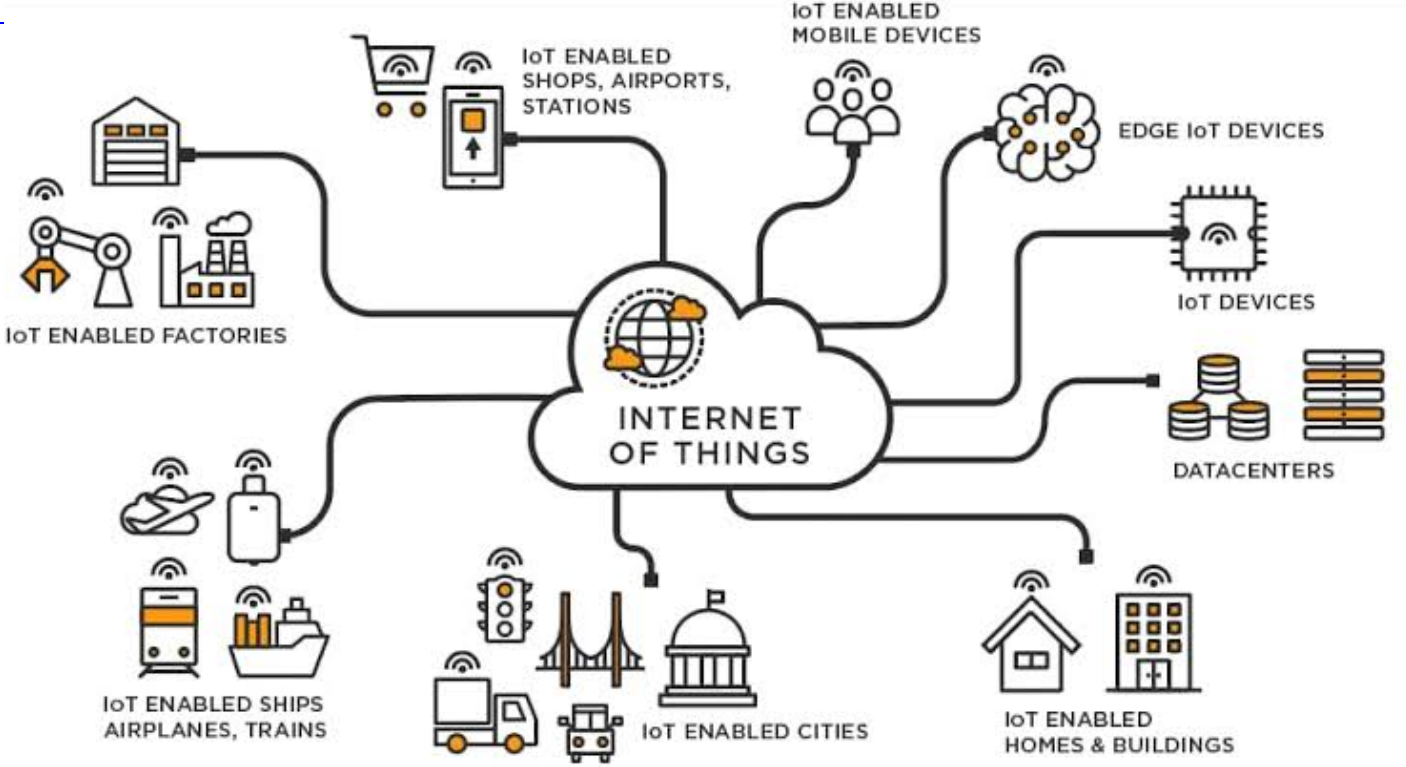 IoT ENABLED
MOBILE DEVICES
IoT ENABLED
SHOPS, AIRPORTS,
STATIONS
EDGE IoT DEVICES
IoT DEVICES
IoT ENABLED FACTORIES
INTERNET
OF THINGS
DATACENTERS
IoT ENABLED SHIPS
AIRPLANES, TRAINS
IoT ENABLED CITIES
IoT ENABLED
HOMES & BUILDINGS